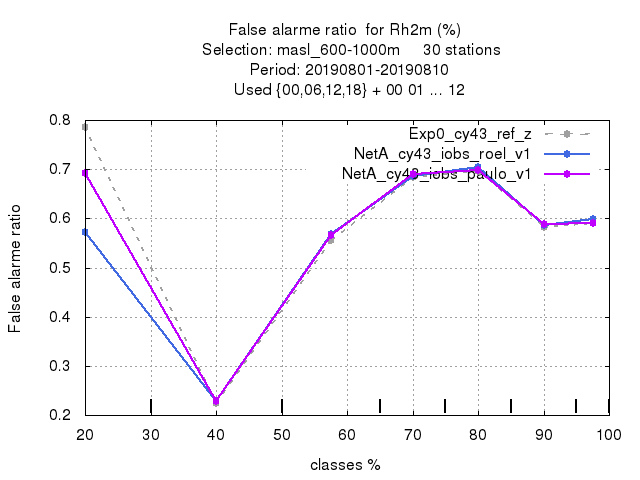 False alarme ratio  for Rh2m (%)
Selection: masl_600-1000m     30 stations
Period: 20190801-20190810
Used {00,06,12,18} + 00 01 ... 12
Exp0_cy43_ref_z
NetA_cy43_iobs_roel_v1
NetA_cy43_iobs_paulo_v1
0.8
0.7
0.6
0.5
0.4
0.3
0.2
False alarme ratio
20 30 40 50 60 70 80 90 100
classes %